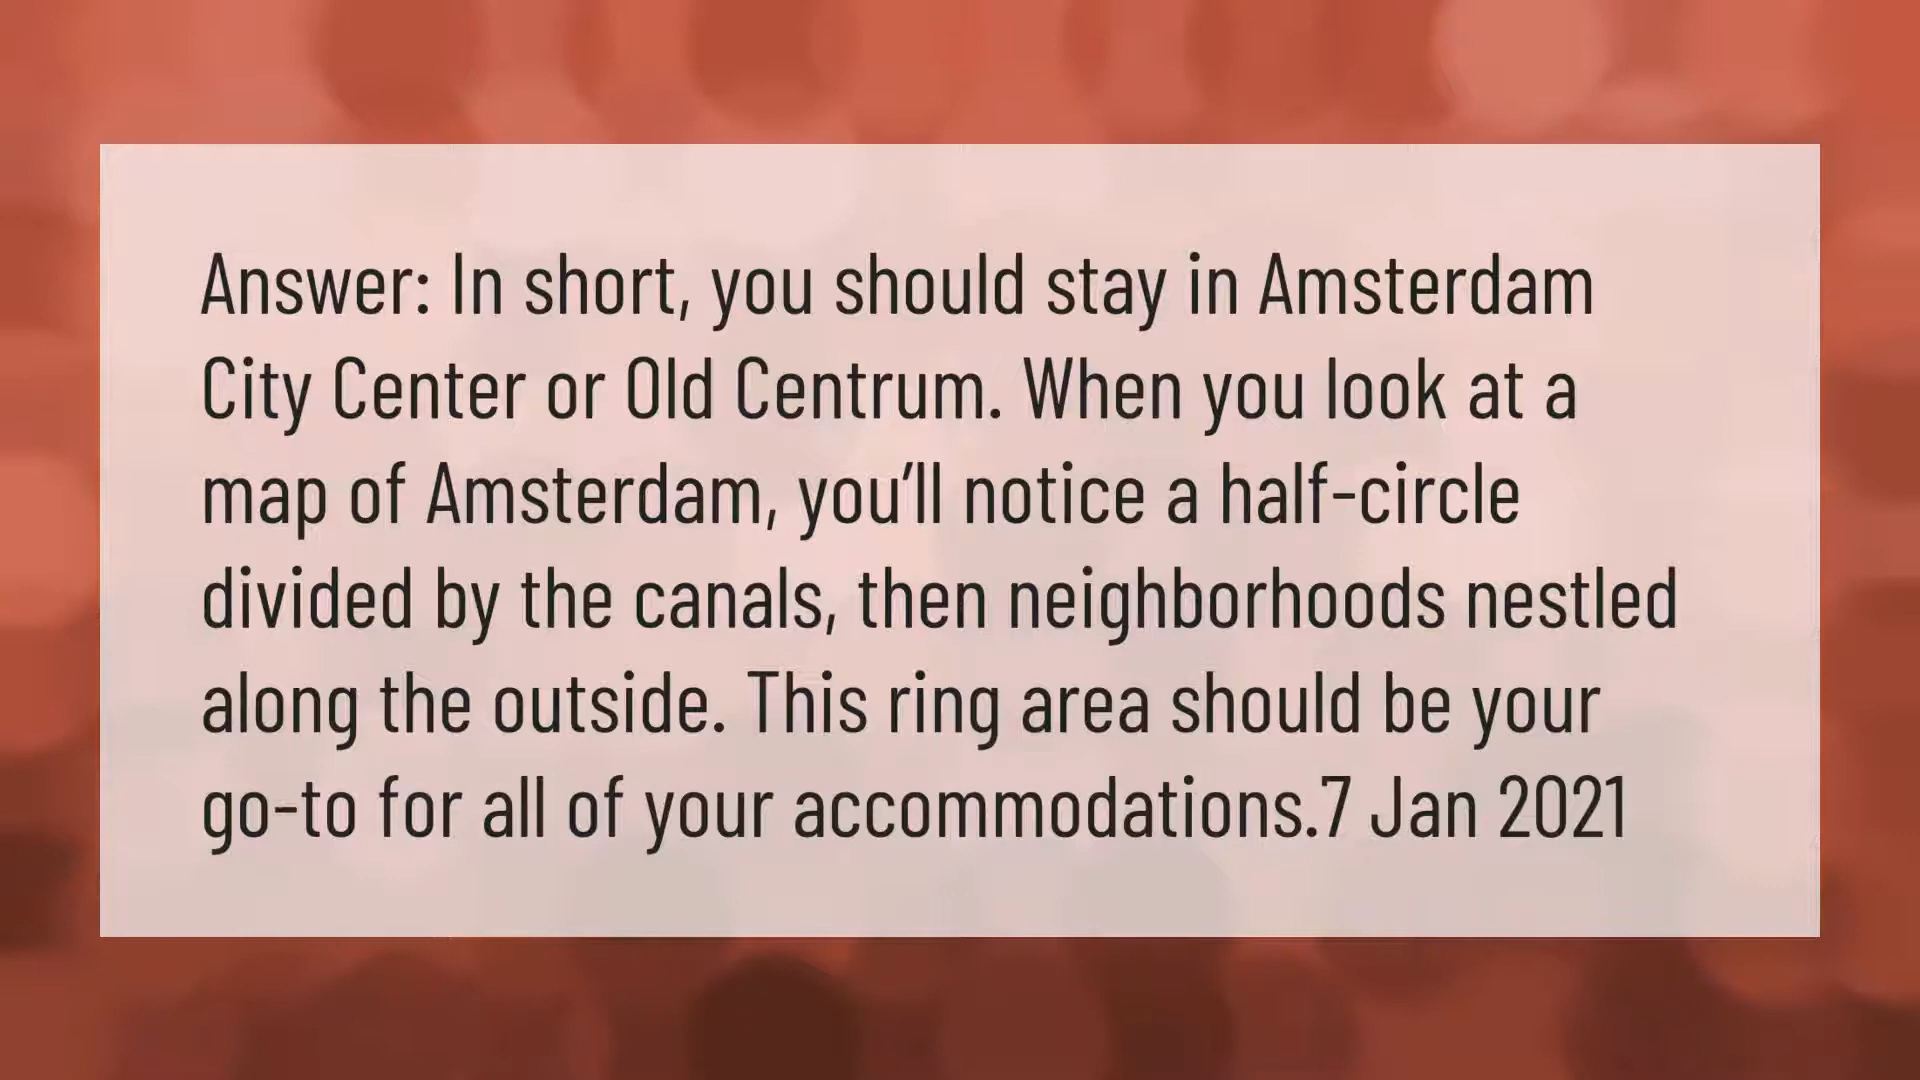 Answer: In short, you should stay in Amsterdam
City Center or Old Centrum. When you look at a
map of Amsterdam, you’ll notice a half-circle
divided by the canals, then neighborhoods nestled
along the outside. This ring area should be your
go-to for all of your accommodations.7 Jan 2021